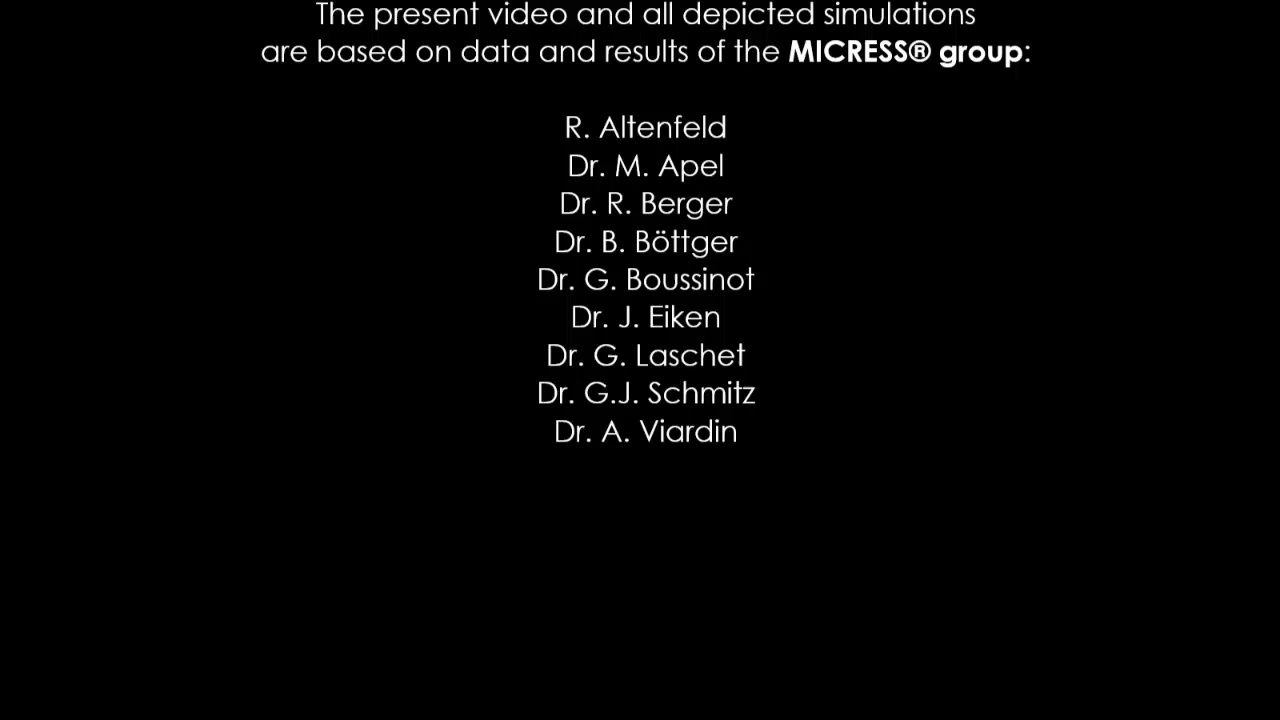 The present video and all depicted simulations
are based on data and results of the MICRESS® group:
R. Altenfeld
Dr. M. Apel
Dr. R. Berger
Dr. B. Böttger
Dr. G. Boussinot
Dr. J. Eiken
Dr. G. Laschet
Dr. G.J. Schmitz
Dr. A. Viardin